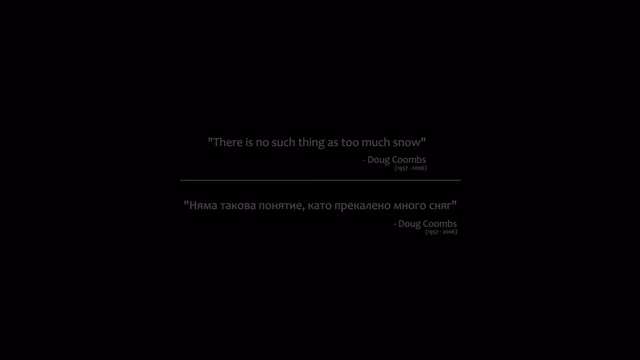 "There is no such thing as too much snow"
- Doug Coombs
(1957 - 2006)
"Няма такова понятие, като прекалено много сняг"
- Doug Coombs
(1957 - 2006)